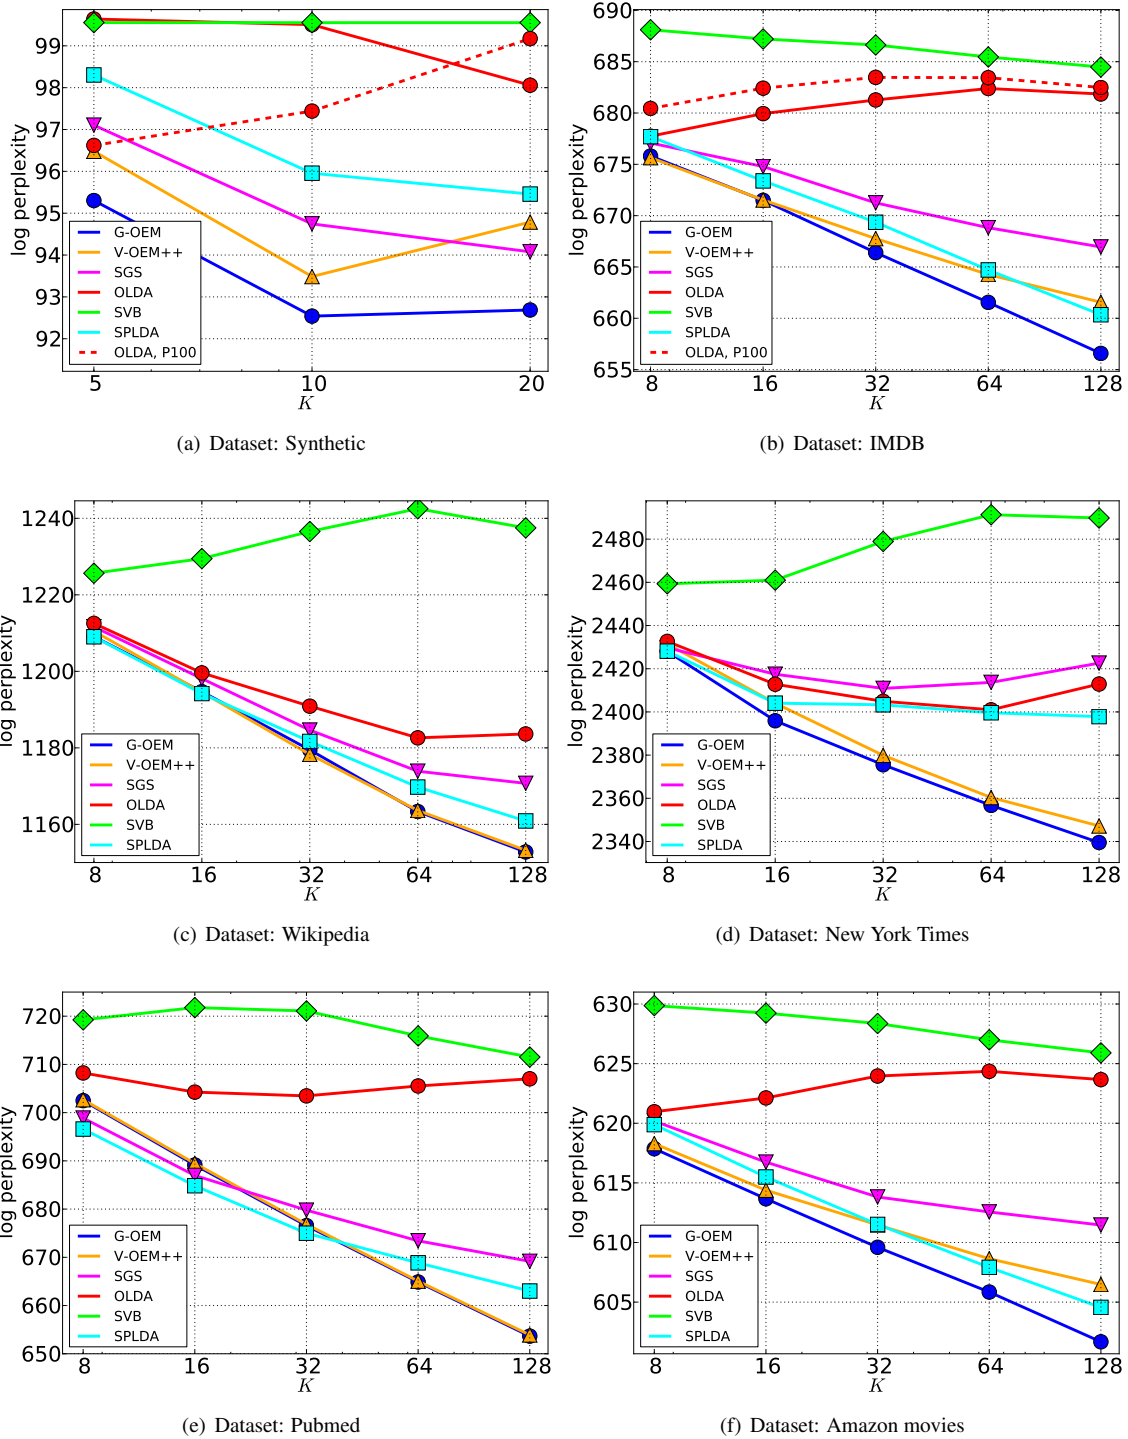 99
98
97
96
95
94
93
92
log perplexity
G-OEM
V-OEM++
SGS
OLDA
SVB
SPLDA
OLDA, P100
5 10 20
K
(a) Dataset: Synthetic
690
685
680
675
670
665
660
655
log perplexity
G-OEM
V-OEM++
SGS
OLDA
SVB
SPLDA
OLDA, P100
8 16 32 64 128
K
(b) Dataset: IMDB
1240
1220
1200
1180
1160
log perplexity
G-OEM
V-OEM++
SGS
OLDA
SVB
SPLDA
8 16 32 64 128
K
(c) Dataset: Wikipedia
2480
2460
2440
2420
2400
2380
2360
2340
log perplexity
G-OEM
V-OEM++
SGS
OLDA
SVB
SPLDA
8 16 32 64 128
K
(d) Dataset: New York Times
720
710
700
690
680
670
660
650
log perplexity
G-OEM
V-OEM++
SGS
OLDA
SVB
SPLDA
8 16 32 64 128
K
(e) Dataset: Pubmed
630
625
620
615
610
605
log perplexity
G-OEM
V-OEM++
SGS
OLDA
SVB
SPLDA
8 16 32 64 128
K
(f) Dataset: Amazon movies